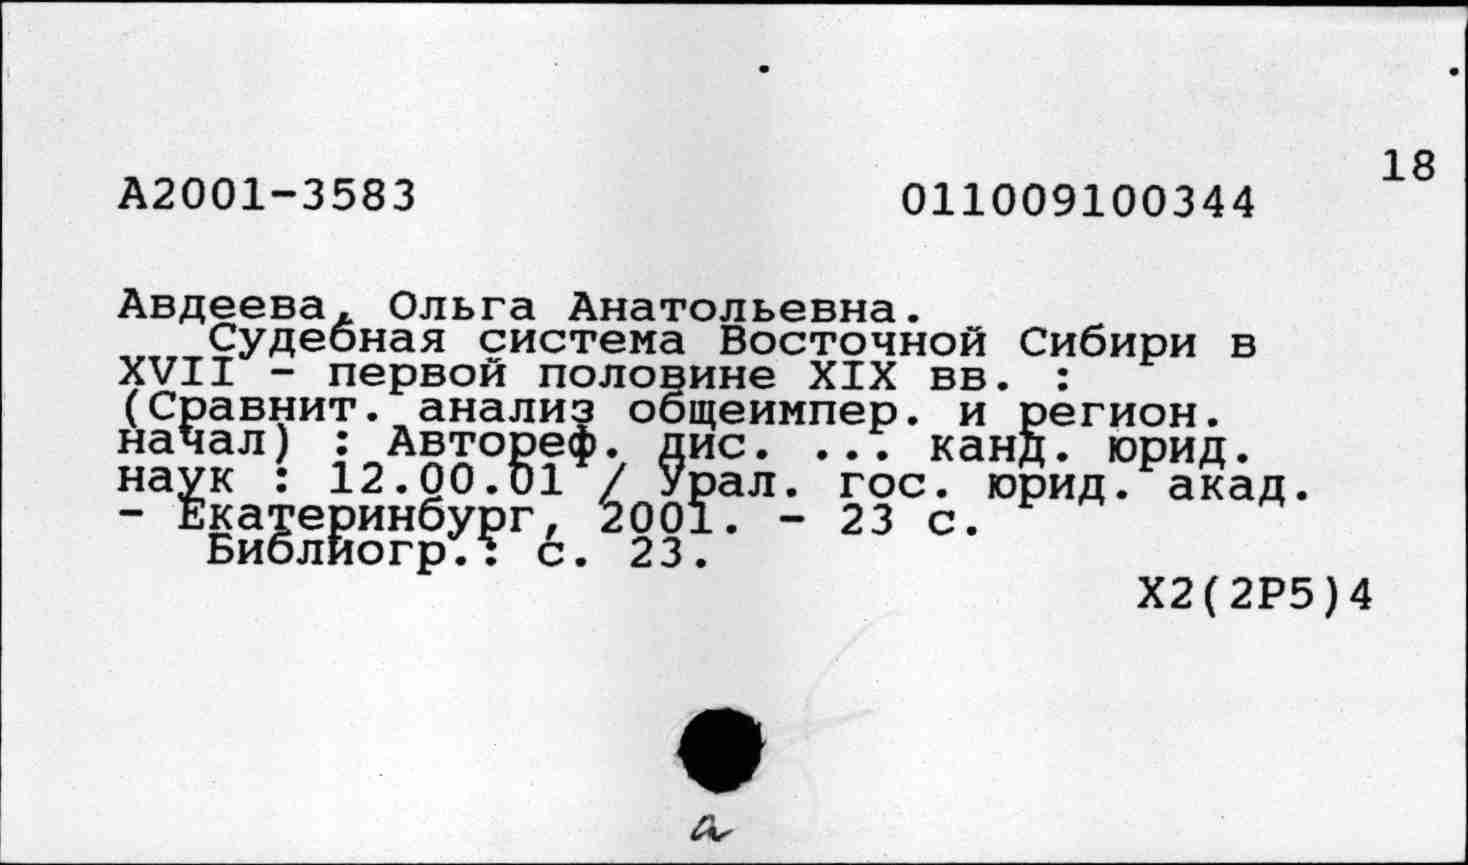 18
А2001-3583 011009100344
Авдеева, Ольга Анатольевна.
Судебная система Восточной Сибири в
XVII - первой половине XIX вв. :
(Сравнит. анализ общеимпер. и регион.
начал) : Автореф. дис. ... канд. юрид.
наук : 12.00.01 / Урал. гос. юрид. акад.
- Екатеринбург, 2001. - 23 с.
Библиогр.: с. 23.
Х2(2Р5)4
а